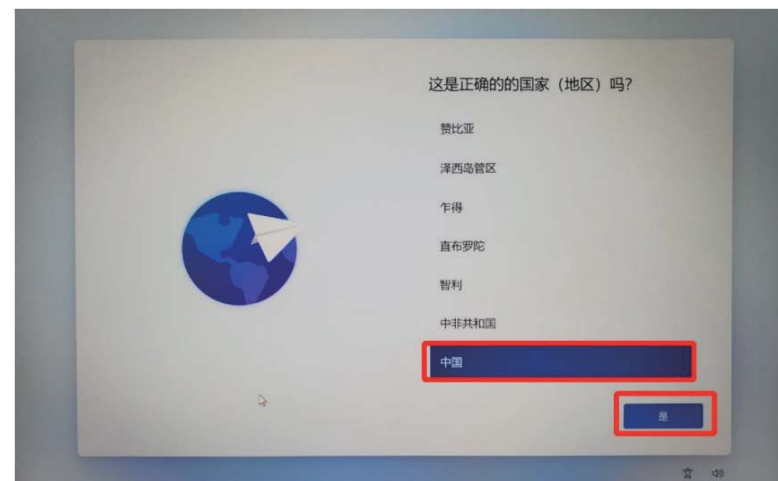 这是正确的的国家（地区）吗?
赞比亚
泽西岛管区
乍得
直布罗陀
智利
中非共和国
中国
是